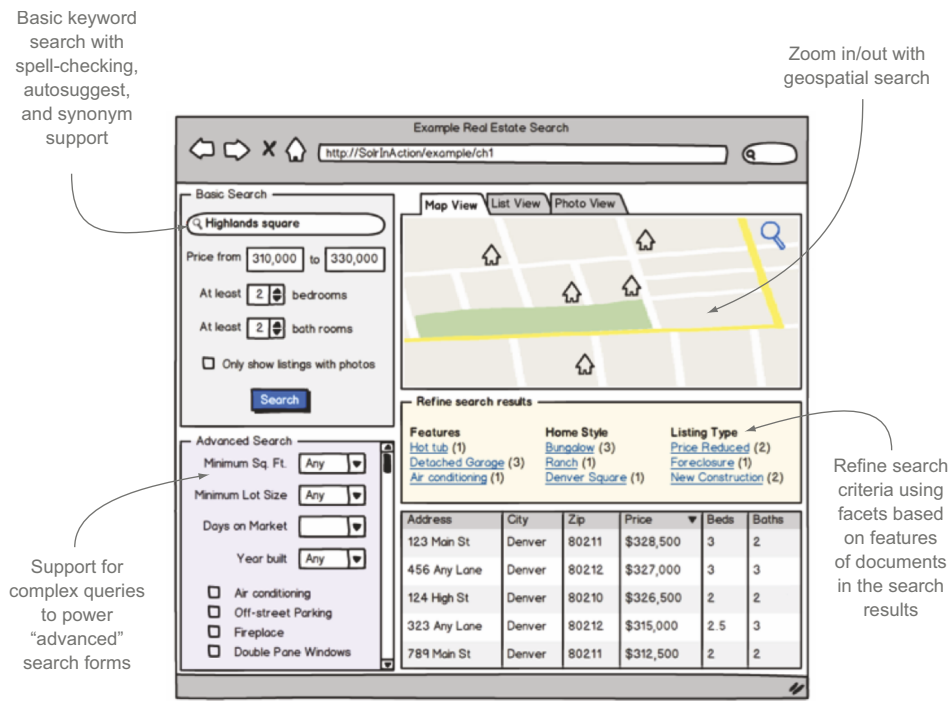 Basic keyword
search with
spell-checking,
autosuggest,
and synonym
support
Zoom in/out with
geospatial search
Example Real Estate Search
http://SolrInAction/example/ch1
Basic Search
Highlands square
Price from 310,000 to 330,000
At least 2 bedrooms
At least 2 bath rooms
Only show listings with photos
Search
Map View List View Photo View
Refine search results
Features Home Style Listing Type
Hot tub (1) Bungalow (3) Price Reduced (2)
Detached Garage (3) Ranch (1) Foreclosure (1)
Air conditioning (1) Denver Square (1) New Construction (2)
Advanced Search
Minimum Sq. Ft. Any
Minimum Lot Size Any
Days on Market
Year built Any
Air conditioning
Off-street Parking
Fireplace
Double Pane Windows
Address City Zip Price Beds Baths
123 Main St Denver 80211 $328,500 3 2
456 Any Lane Denver 80212 $327,000 3 3
124 High St Denver 80210 $326,500 2 2
323 Any Lane Denver 80212 $315,000 2.5 3
789 Main St Denver 80211 $312,500 2 2
Refine search
criteria using
facets based
on features
of documents
in the search
results
Support for
complex queries
to power
“advanced”
search forms